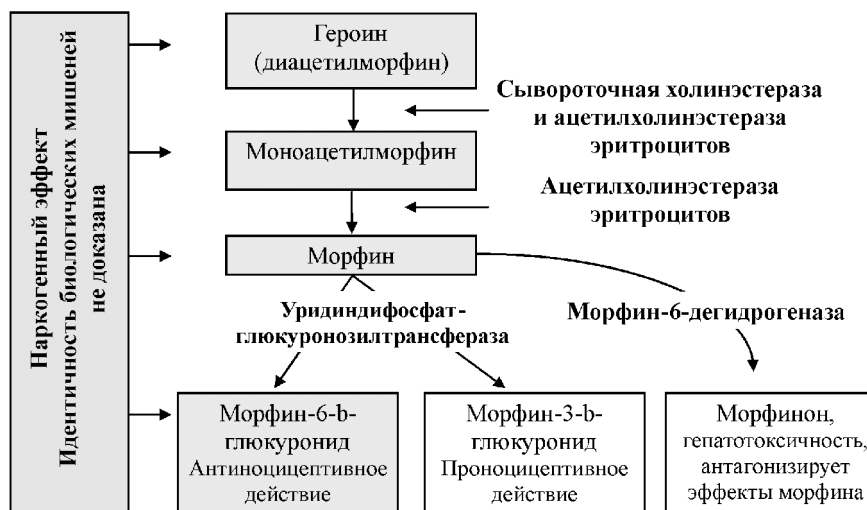 Наркогенный эффект
Идентичность биологических мишеней
не доказана
Героин
(диацетилморфин)
Сывороточная холинэстераза
и ацетилхолинэстераза
эритроцитов
Моноацетилморфин
Ацетилхолинэстераза
эритроцитов
Морфин
Уридиндифосфат-
глюкуронозилтрансфераза
Морфин-6-дегидрогеназа
Морфин-6-b-
глюкуронид
Антиноцицептивное
действие
Морфин-3-b-
глюкуронид
Проноцицептивное
действие
Морфинон,
гепатотоксичность,
антагонизирует
эффекты морфина